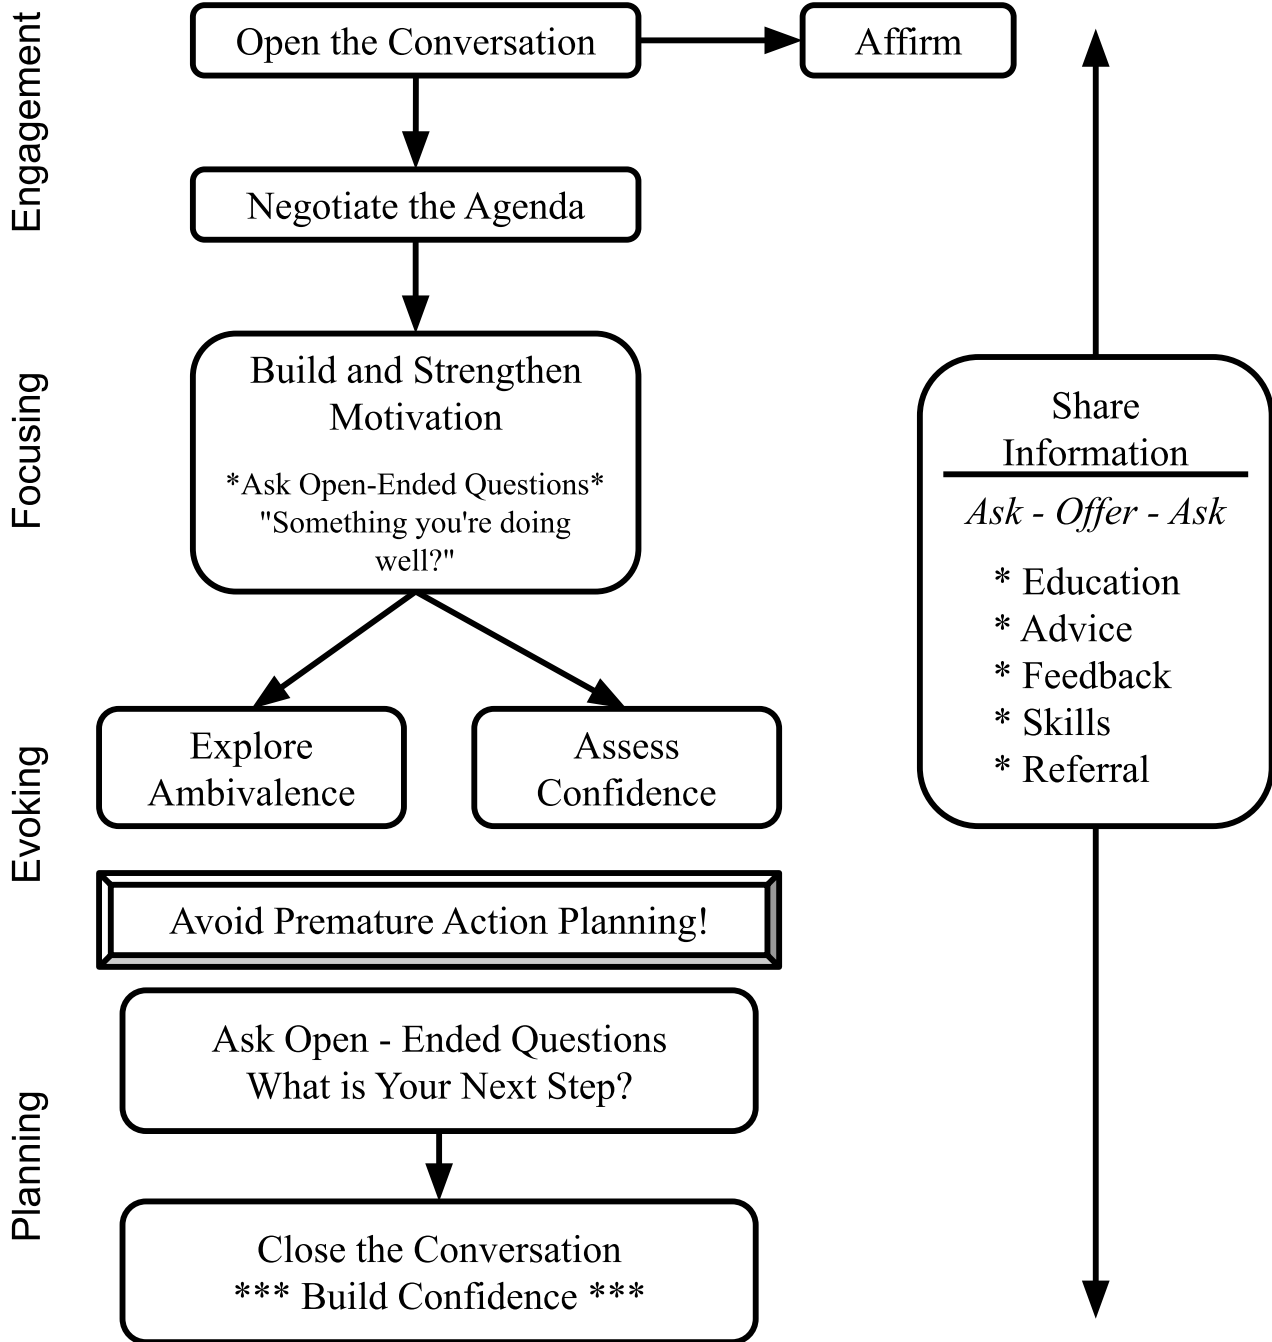 Engagement
Open the Conversation
Affirm
Negotiate the Agenda
Focusing
Build and Strengthen
Motivation
*Ask Open-Ended Questions*
"Something you're doing
well?"
Share
Information
Ask - Offer - Ask
* Education
* Advice
* Feedback
* Skills
* Referral
Evoking
Explore
Ambivalence
Assess
Confidence
Avoid Premature Action Planning!
Planning
Ask Open - Ended Questions
What is Your Next Step?
Close the Conversation
*** Build Confidence ***